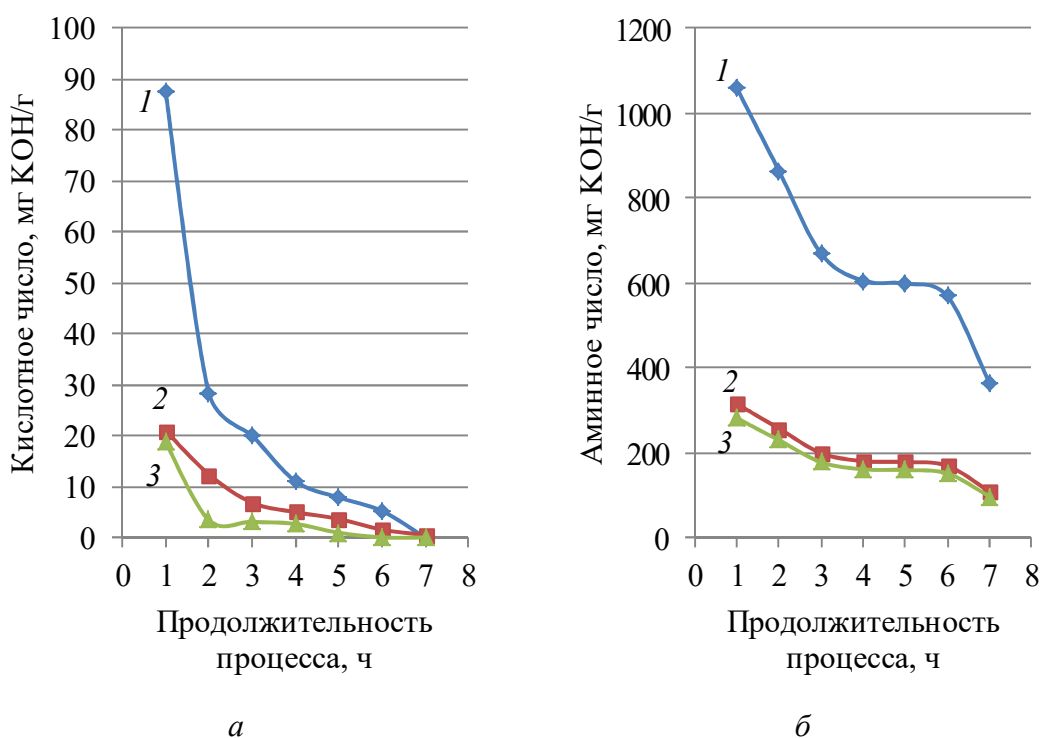 Кислотное число, мг КОН/г
100
90
80
70
60
50
40
30
20
10
0
1
2
3
0 1 2 3 4 5 6 7 8
Продолжительность
процесса, ч
а
Аминное число, мг КОН/г
1200
1000
800
600
400
200
0
1
2
3
0 1 2 3 4 5 6 7 8
Продолжительность
процесса, ч
б